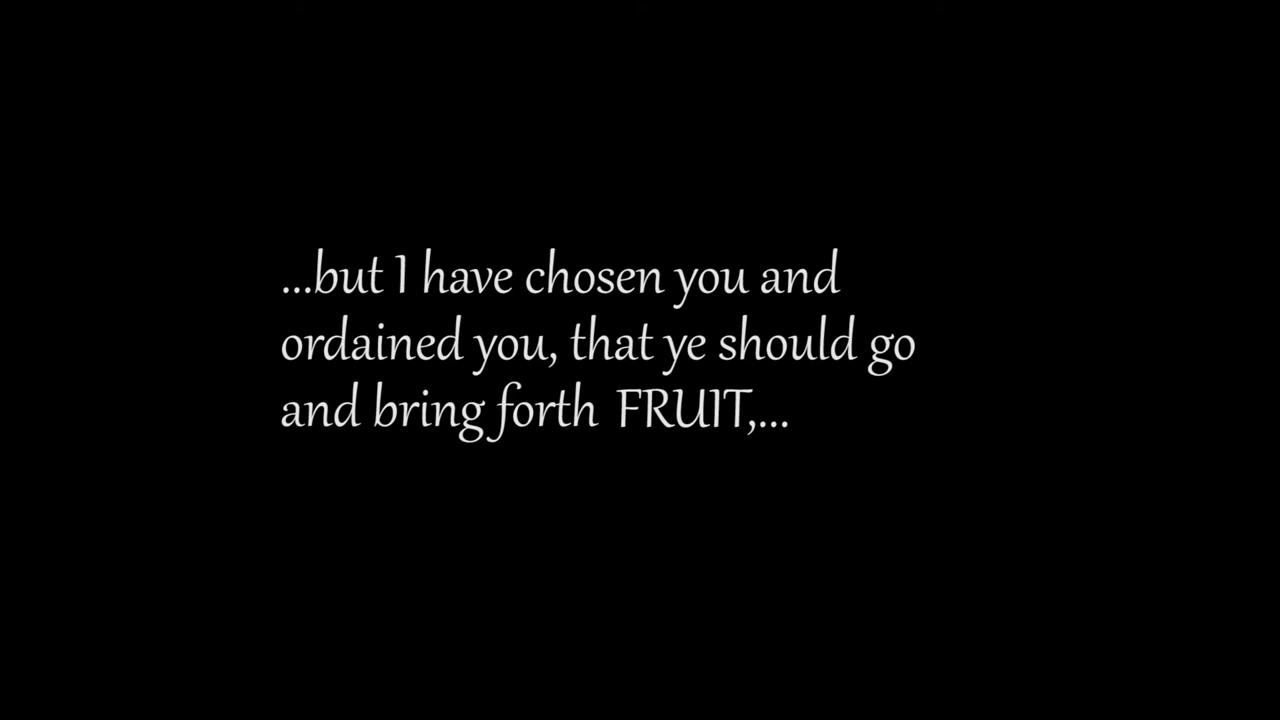 ...but I have chosen you and
ordained you, that ye should go
and bring forth FRUIT,...